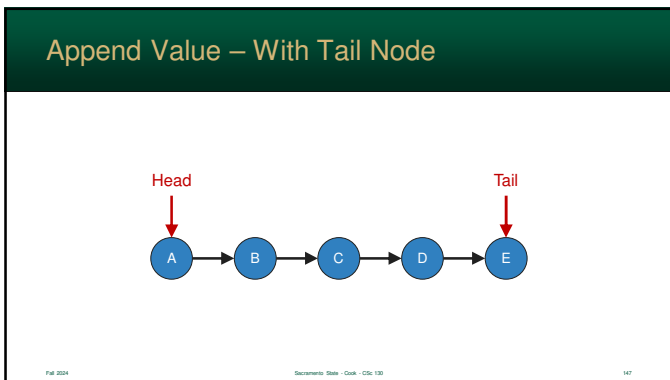 Append Value – With Tail Node
Head Tail
A B C D E
Fall 2024 Sacramento State - Cook - CSc 130 147